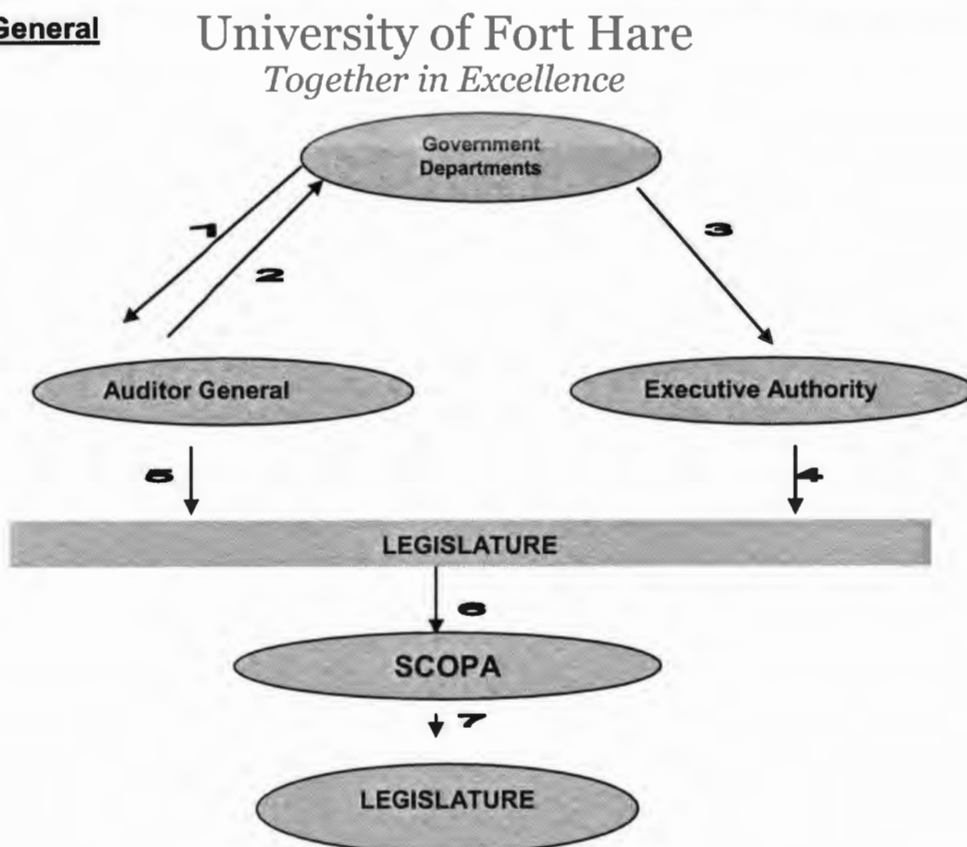 General
University of Fort Hare
Together in Excellence
Government
Departments
1
2
3
Auditor General
Executive Authority
5
4
LEGISLATURE
6
SCOPA
7
LEGISLATURE